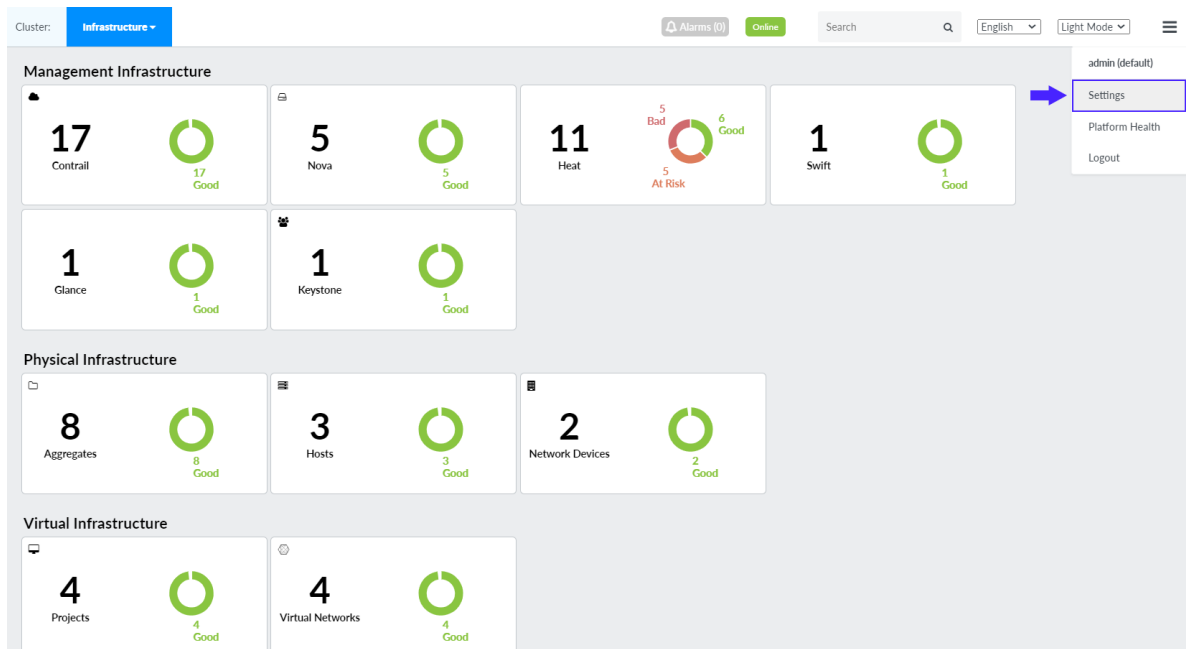 Cluster:
Infrastructure
Alarms (0)
Online
Search
English
Light Mode
admin (default)
Settings
Platform Health
Logout
Management Infrastructure
17
Contrail
17
Good
5
Nova
5
Good
11
Heat
5
Bad
6
Good
5
At Risk
1
Swift
1
Good
1
Glance
1
Good
1
Keystone
1
Good
Physical Infrastructure
8
Aggregates
8
Good
3
Hosts
3
Good
2
Network Devices
2
Good
Virtual Infrastructure
4
Projects
4
Good
4
Virtual Networks
4
Good